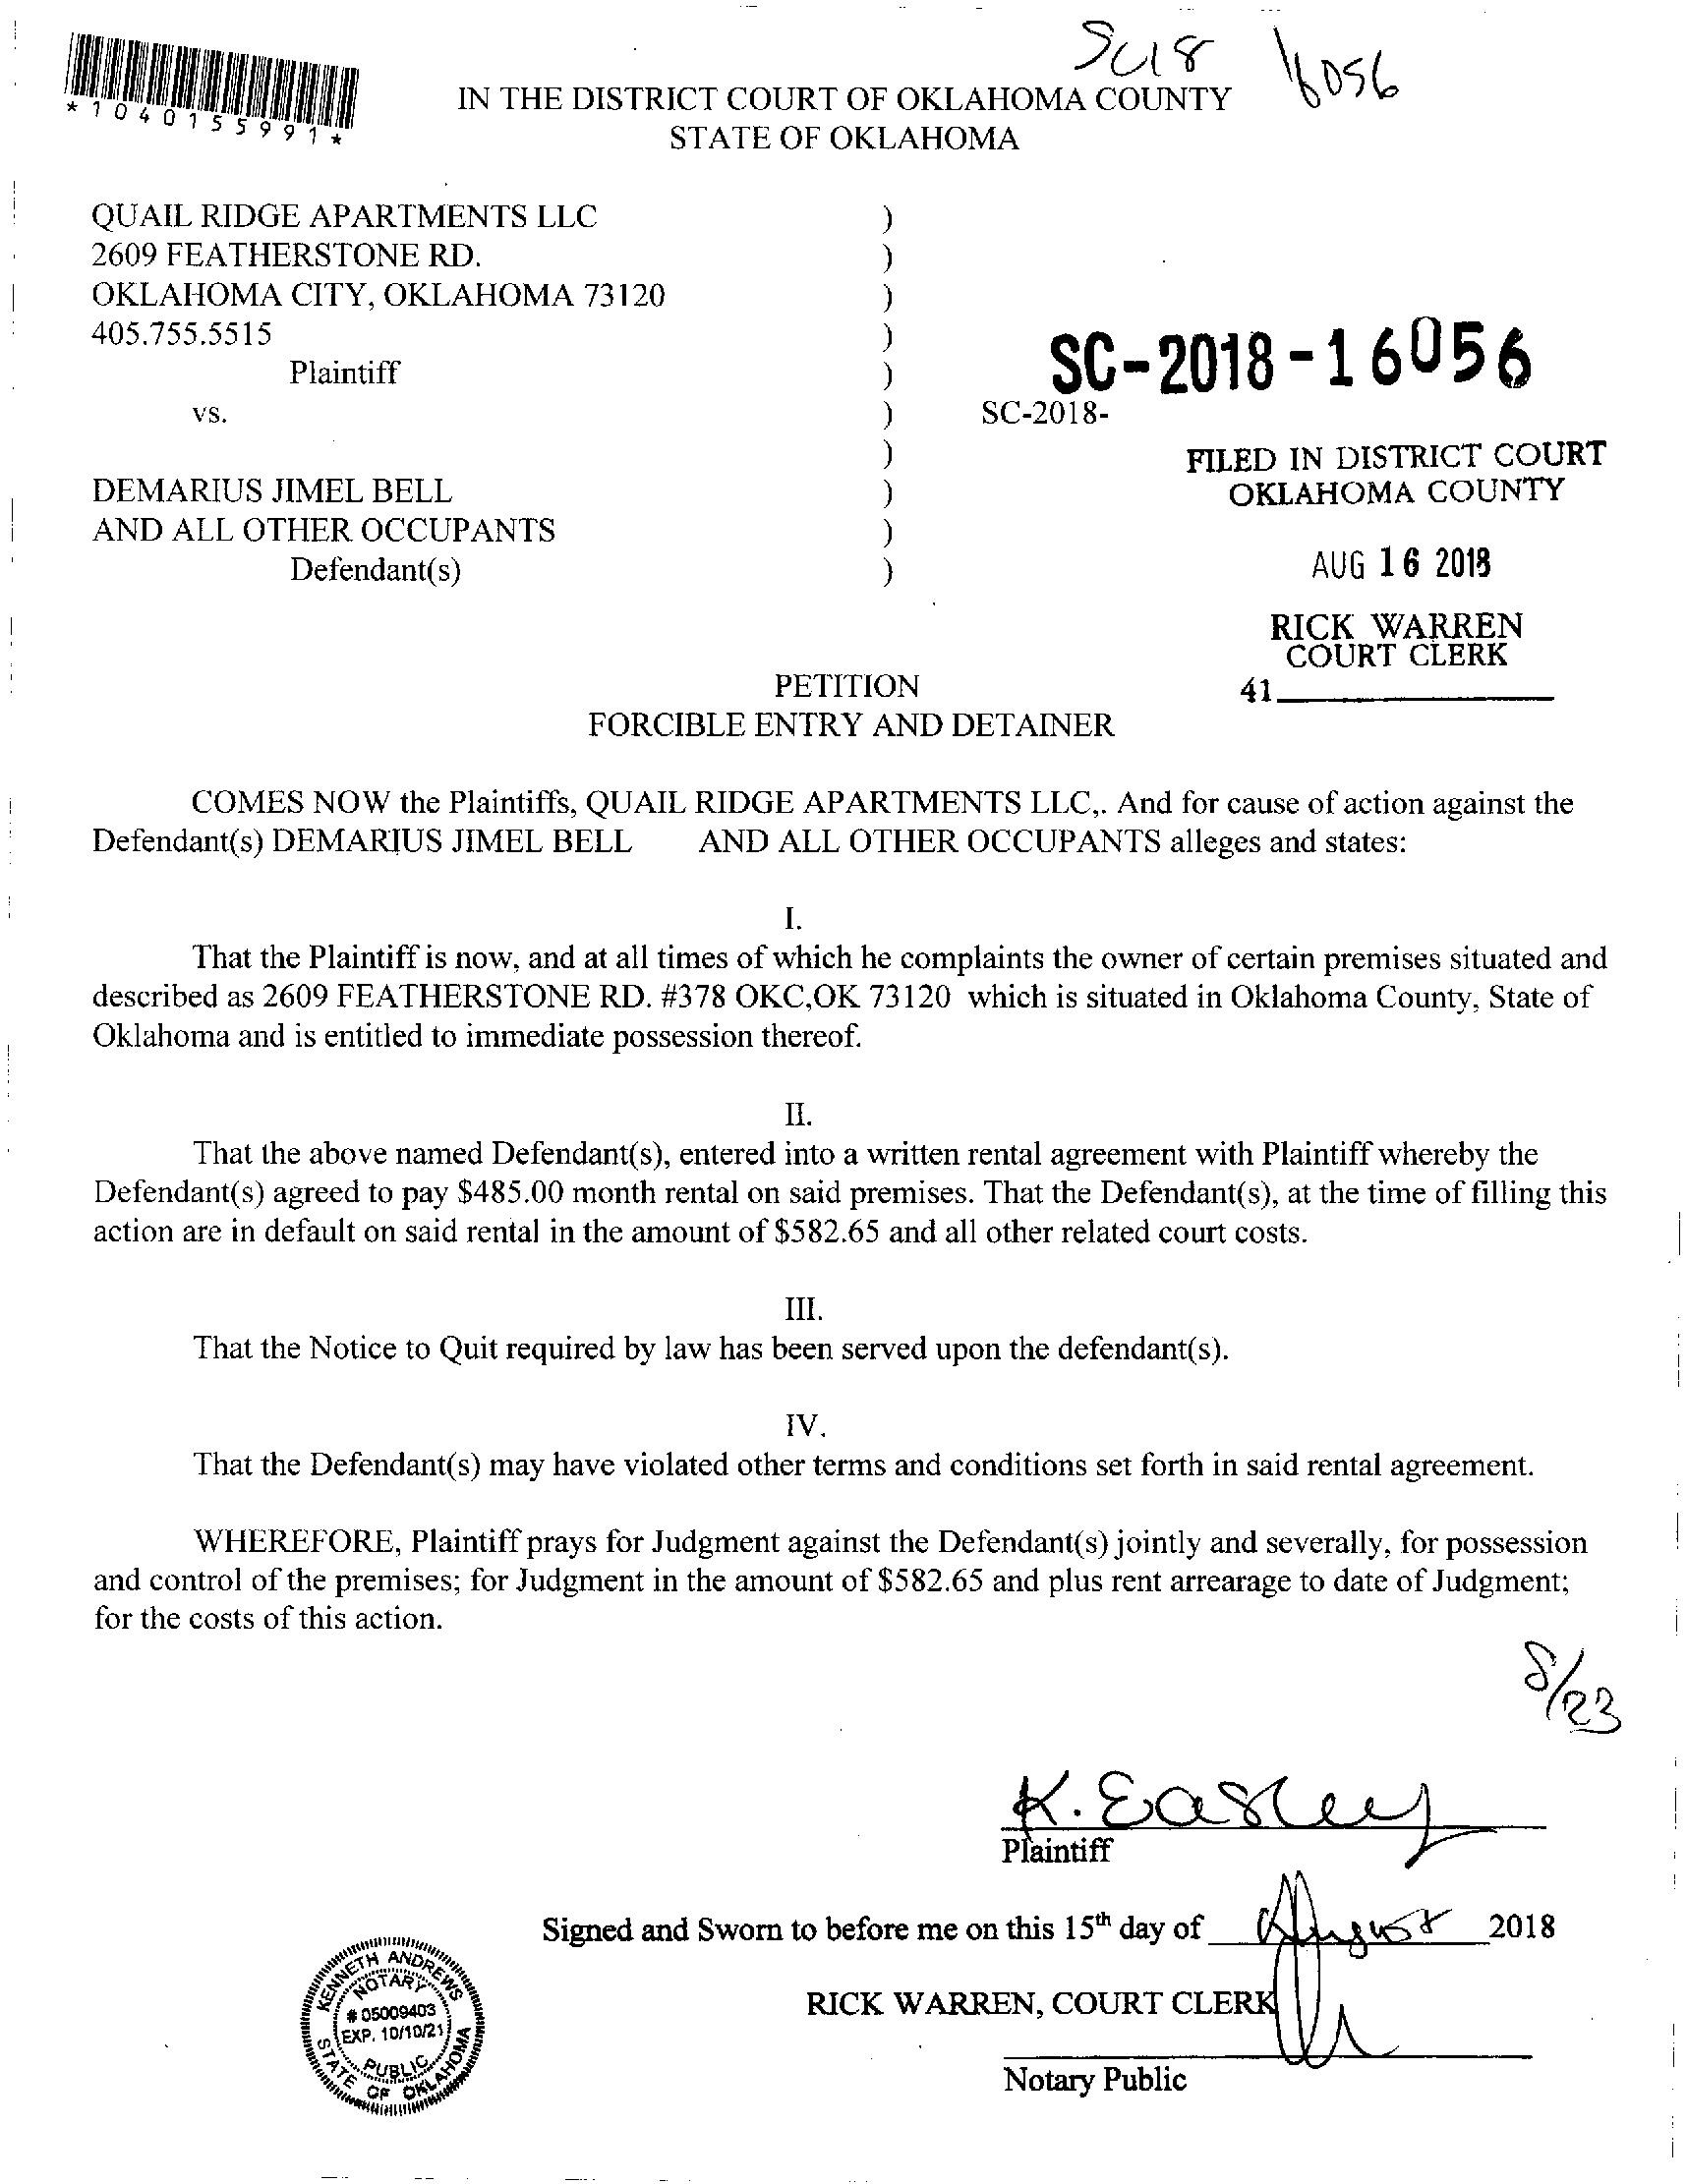 SC18 16056
*1040155991*
IN THE DISTRICT COURT OF OKLAHOMA COUNTY
STATE OF OKLAHOMA
QUAIL RIDGE APARTMENTS LLC )
2609 FEATHERSTONE RD. )
OKLAHOMA CITY, OKLAHOMA 73120 )
405.755.5515 )
Plaintiff )
SC-2018-16056
vs. ) SC-2018-
)
FILED IN DISTRICT COURT
OKLAHOMA COUNTY
DEMARIUS JIMEL BELL )
AND ALL OTHER OCCUPANTS )
Defendant(s) )
AUG 16 2018
RICK WARREN
COURT CLERK
41
PETITION
FORCIBLE ENTRY AND DETAINER
COMES NOW the Plaintiffs, QUAIL RIDGE APARTMENTS LLC,. And for cause of action against the
Defendant(s) DEMARIUS JIMEL BELL AND ALL OTHER OCCUPANTS alleges and states:
I.
That the Plaintiff is now, and at all times of which he complaints the owner of certain premises situated and
described as 2609 FEATHERSTONE RD. #378 OKC,OK 73120 which is situated in Oklahoma County, State of
Oklahoma and is entitled to immediate possession thereof.
II.
That the above named Defendant(s), entered into a written rental agreement with Plaintiff whereby the
Defendant(s) agreed to pay $485.00 month rental on said premises. That the Defendant(s), at the time of filling this
action are in default on said rental in the amount of $582.65 and all other related court costs.
III.
That the Notice to Quit required by law has been served upon the defendant(s).
IV.
That the Defendant(s) may have violated other terms and conditions set forth in said rental agreement.
WHEREFORE, Plaintiff prays for Judgment against the Defendant(s) jointly and severally, for possession
and control of the premises; for Judgment in the amount of $582.65 and plus rent arrearage to date of Judgment;
for the costs of this action.
8/23
K. Easley
Plaintiff
Signed and Sworn to before me on this 15th day of August 2018
KENNETH ANDREWS
NOTARY
# 05009403
EXP. 10/10/21
PUBLIC
STATE OF OKLAHOMA
RICK WARREN, COURT CLERK
Notary Public